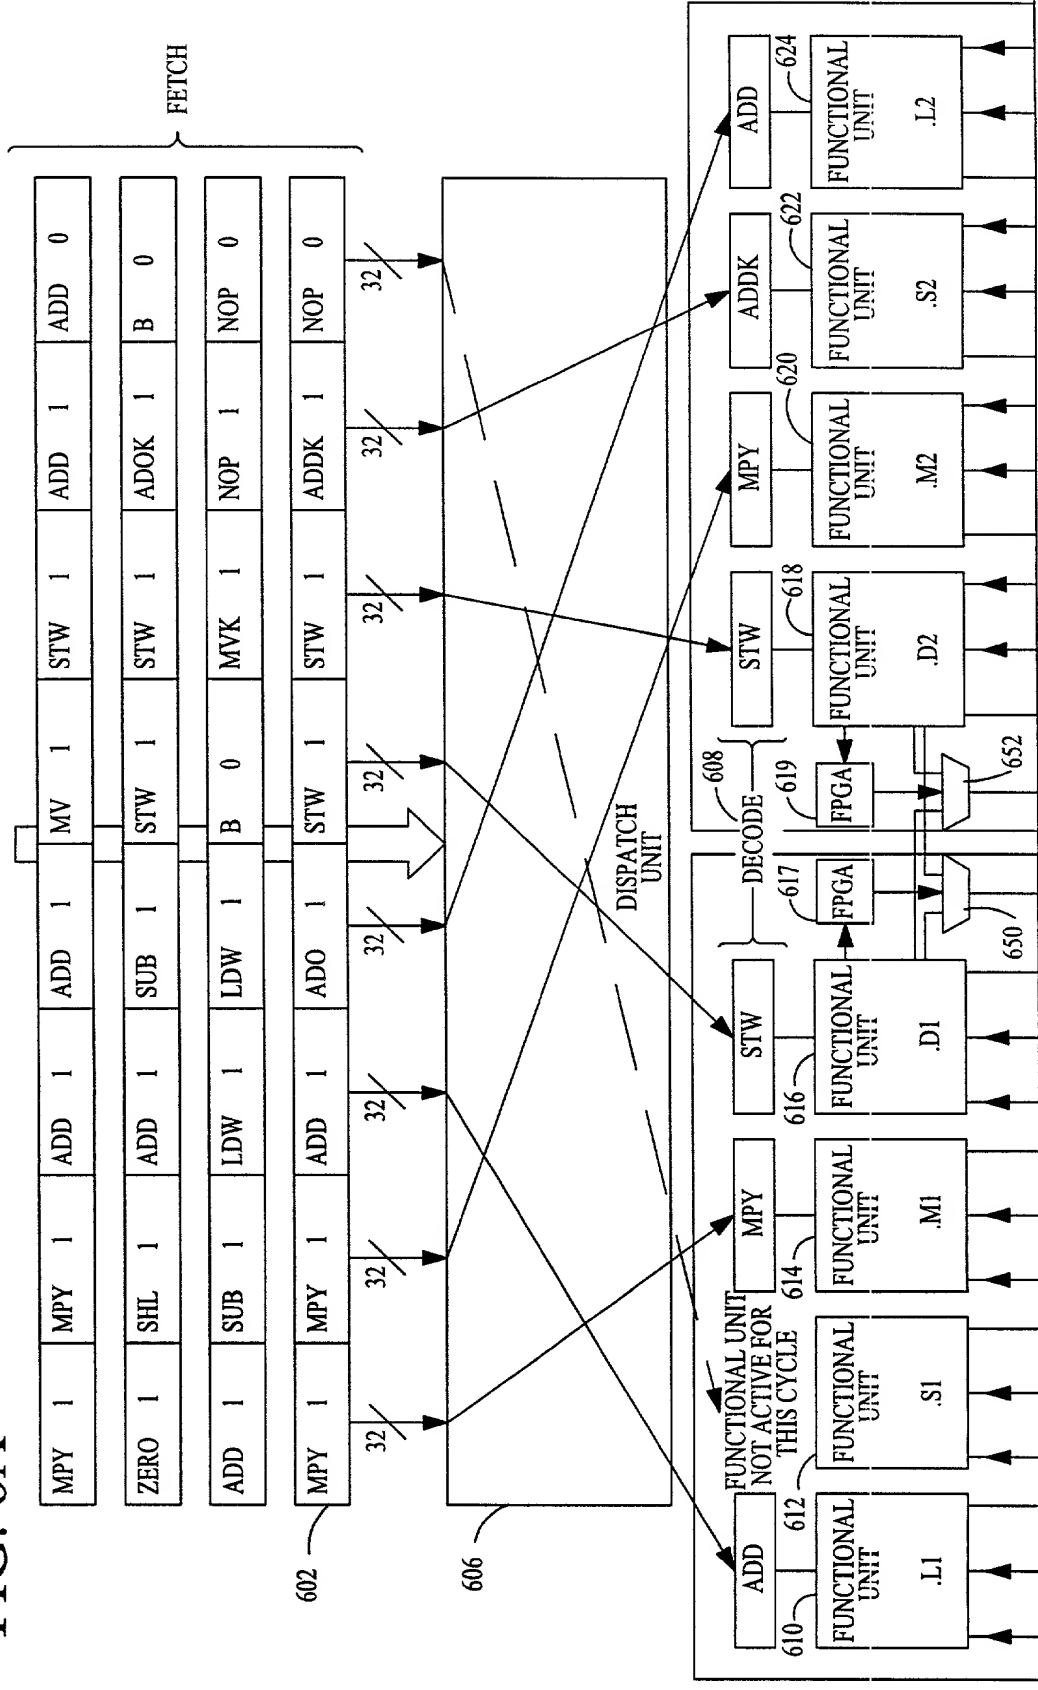 FETCH
MPY 1 MPY 1 ADD 1 ADD 1 MV 1 STW 1 ADD 1 ADD 0
ZERO 1 SHL 1 ADD 1 SUB 1 STW 1 STW 1 ADOK 1 B 0
ADD 1 SUB 1 LDW 1 LDW 1 B 0 MVK 1 NOP 1 NOP 0
MPY 1 MPY 1 ADD 1 ADO 1 STW 1 STW 1 ADDK 1 NOP 0
602
32 32 32 32 32 32 32 32
606
DISPATCH
UNIT
608
DECODE
FUNCTIONAL UNIT
NOT ACTIVE FOR
THIS CYCLE
ADD MPY STW STW MPY ADDK ADD
610 612 614 616 617 619 618 620 622 624
FPGA FPGA
FUNCTIONAL
UNIT
.L1
FUNCTIONAL
UNIT
.S1
FUNCTIONAL
UNIT
.M1
FUNCTIONAL
UNIT
.D1
FUNCTIONAL
UNIT
.D2
FUNCTIONAL
UNIT
.M2
FUNCTIONAL
UNIT
.S2
FUNCTIONAL
UNIT
.L2
650 652